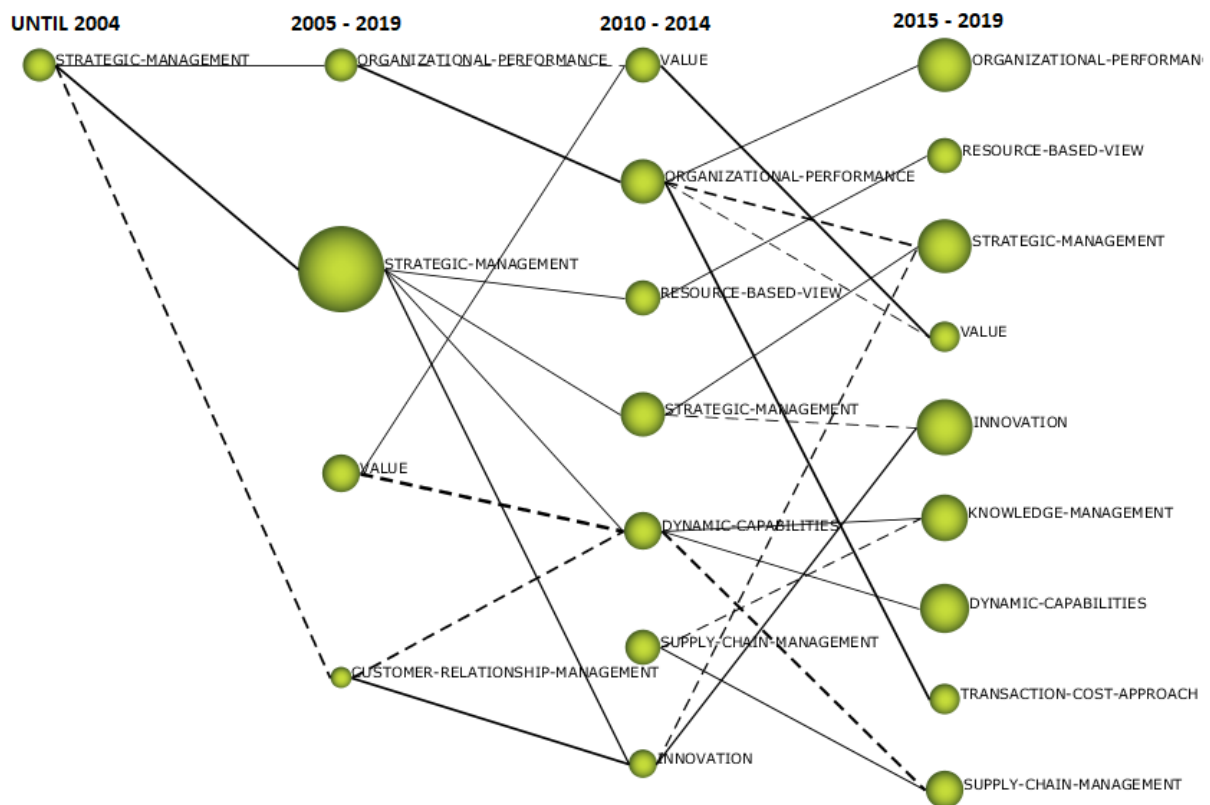 UNTIL 2004
STRATEGIC-MANAGEMENT
2005 - 2019
ORGANIZATIONAL-PERFORMANCE
STRATEGIC-MANAGEMENT
VALUE
CUSTOMER-RELATIONSHIP-MANAGEMENT
2010 - 2014
VALUE
ORGANIZATIONAL-PERFORMANCE
RESOURCE-BASED-VIEW
STRATEGIC-MANAGEMENT
DYNAMIC-CAPABILITIES
SUPPLY-CHAIN-MANAGEMENT
INNOVATION
2015 - 2019
ORGANIZATIONAL-PERFORMAN
RESOURCE-BASED-VIEW
STRATEGIC-MANAGEMENT
VALUE
INNOVATION
KNOWLEDGE-MANAGEMENT
DYNAMIC-CAPABILITIES
TRANSACTION-COST-APPROACH
SUPPLY-CHAIN-MANAGEMENT